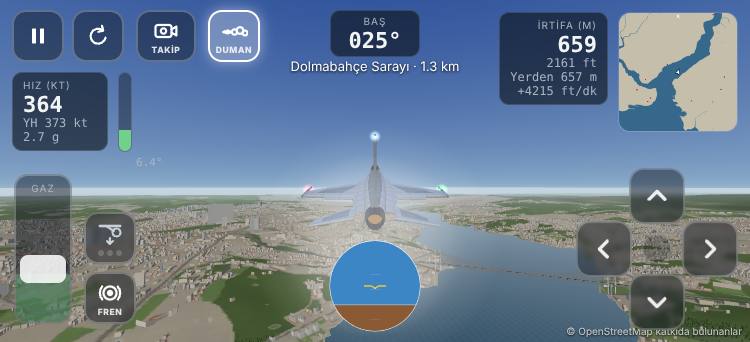 TAKİP
DUMAN
BAŞ
025°
Dolmabahçe Sarayı · 1.3 km
İRTİFA (M)
659
2161 ft
Yerden 657 m
+4215 ft/dk
HIZ (KT)
364
YH 373 kt
2.7 g
6.4°
GAZ
FREN
© OpenStreetMap katkıda bulunanlar